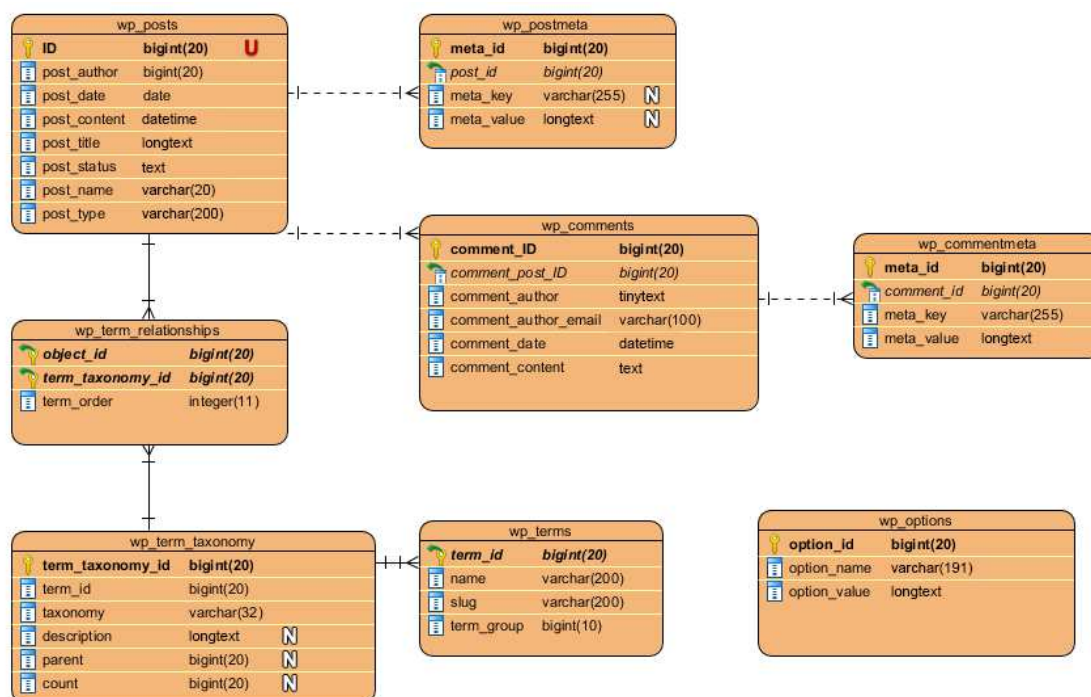 wp_posts
ID bigint(20) U
post_author bigint(20)
post_date date
post_content datetime
post_title longtext
post_status text
post_name varchar(20)
post_type varchar(200)
wp_postmeta
meta_id bigint(20)
post_id bigint(20)
meta_key varchar(255) N
meta_value longtext N
wp_comments
comment_ID bigint(20)
comment_post_ID bigint(20)
comment_author tinytext
comment_author_email varchar(100)
comment_date datetime
comment_content text
wp_commentmeta
meta_id bigint(20)
comment_id bigint(20)
meta_key varchar(255)
meta_value longtext
wp_term_relationships
object_id bigint(20)
term_taxonomy_id bigint(20)
term_order integer(11)
wp_term_taxonomy
term_taxonomy_id bigint(20)
term_id bigint(20)
taxonomy varchar(32)
description longtext N
parent bigint(20) N
count bigint(20) N
wp_terms
term_id bigint(20)
name varchar(200)
slug varchar(200)
term_group bigint(10)
wp_options
option_id bigint(20)
option_name varchar(191)
option_value longtext